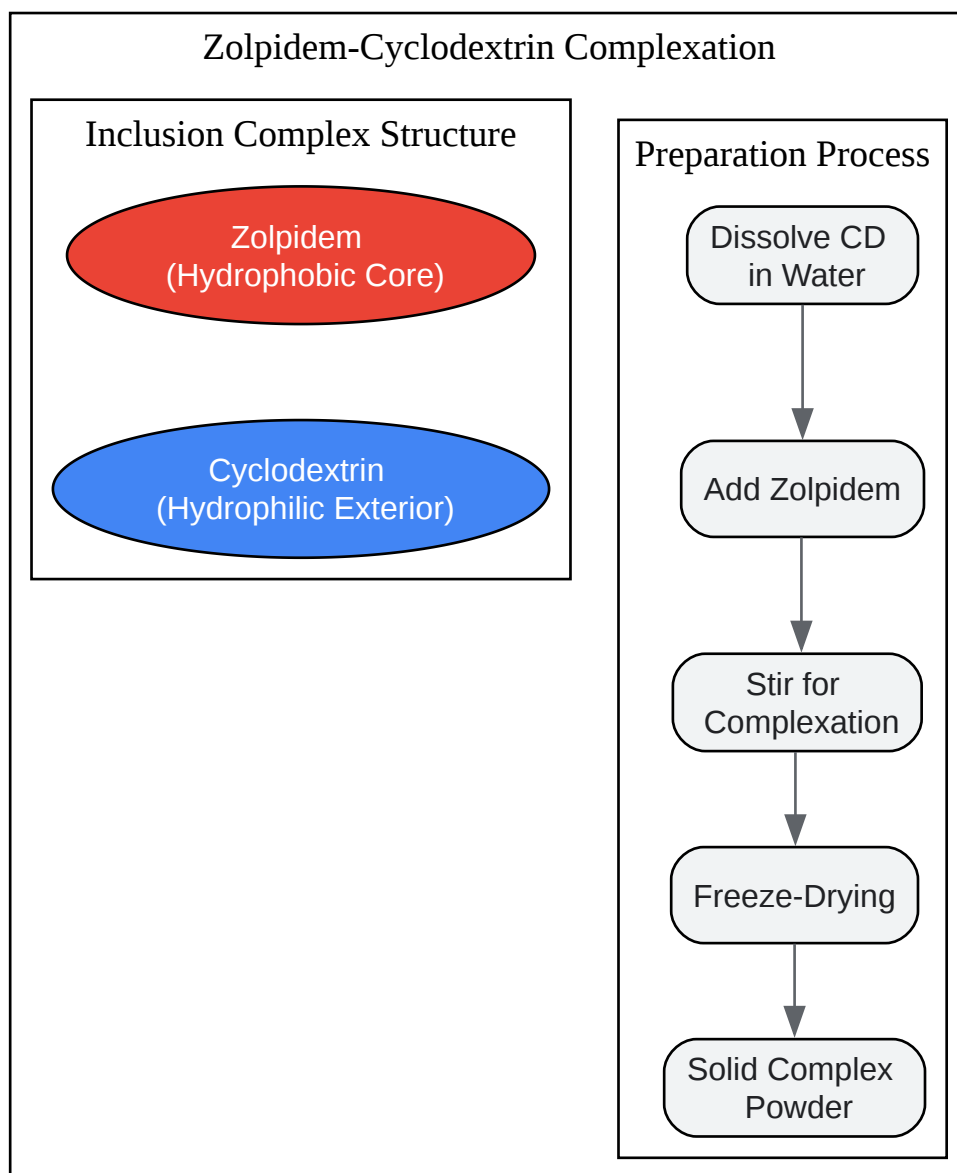 Zolpidem-Cyclodextrin Complexation
Inclusion Complex Structure
Zolpidem
(Hydrophobic Core)
Cyclodextrin
(Hydrophilic Exterior)
Preparation Process
Dissolve CD
in Water
Add Zolpidem
Stir for
Complexation
Freeze-Drying
Solid Complex
Powder